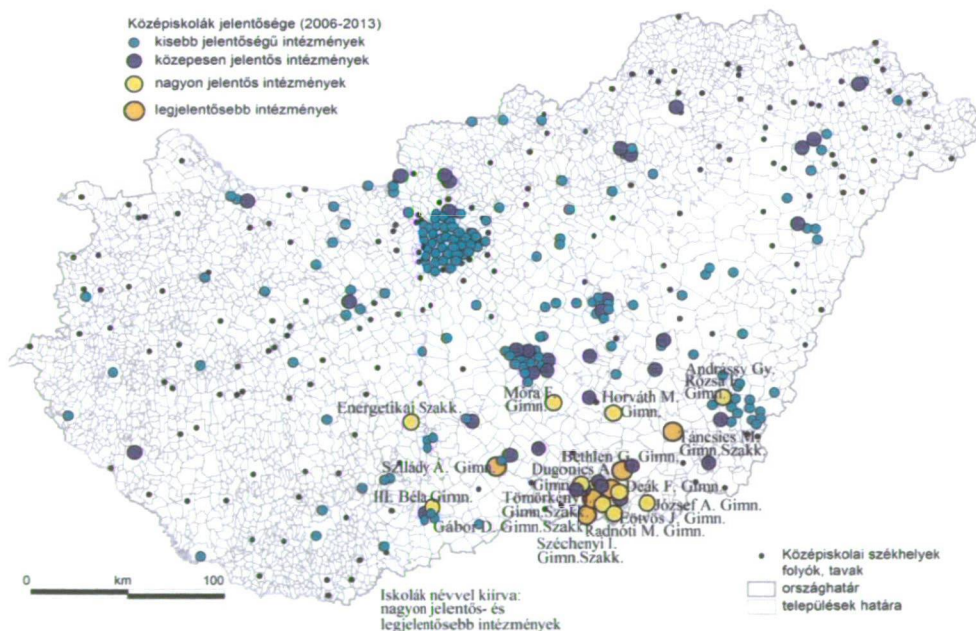 Középiskolák jelentősége (2006-2013)
kisebb jelentőségű intézmények
közepesen jelentős intézmények
nagyon jelentős intézmények
legjelentősebb intézmények
Andrássy Gy.
Rózsa F.
Gimn.
Móra F.
Gimn.
Horváth M.
Gimn.
Energetikai Szakk.
Táncsics M.
Gimn.Szakk.
Bethlen G. Gimn.
Szilády Á. Gimn.
Dugonics A.
Gimn.
Deák F. Gimn.
III. Béla Gimn.
Tömörkény
Gimn.Szakk.
József A. Gimn.
Gábor D. Gimn.Szakk.
Eötvös J. Gimn.
Radnóti M. Gimn.
Széchenyi I.
Gimn.Szakk.
0 km 100
Iskolák névvel kiírva:
nagyon jelentős- és
legjelentősebb intézmények
Középiskolai székhelyek
folyók, tavak
országhatár
települések határa